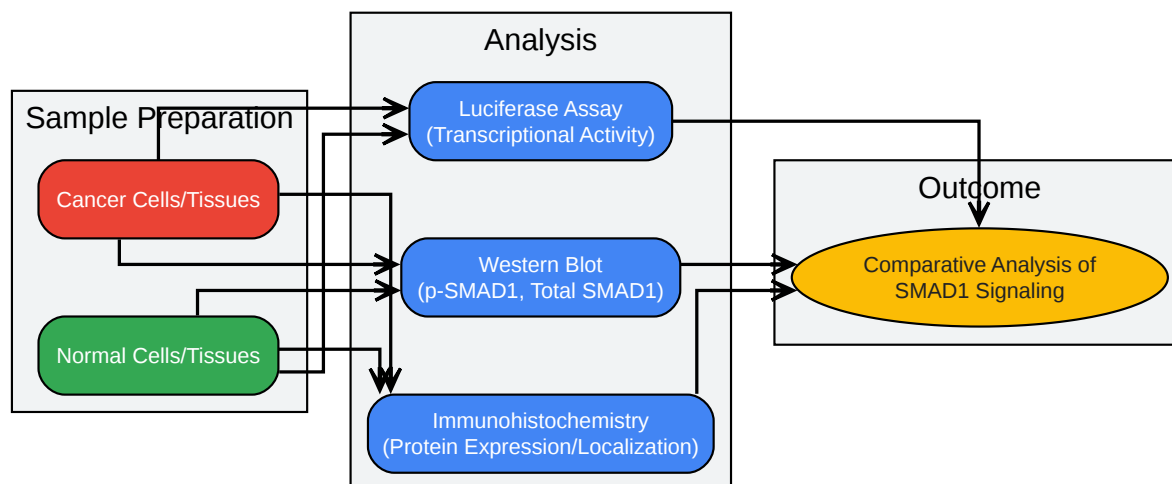 Sample Preparation
Cancer Cells/Tissues
Normal Cells/Tissues
Analysis
Luciferase Assay
(Transcriptional Activity)
Western Blot
(p-SMAD1, Total SMAD1)
Immunohistochemistry
(Protein Expression/Localization)
Outcome
Comparative Analysis of
SMAD1 Signaling